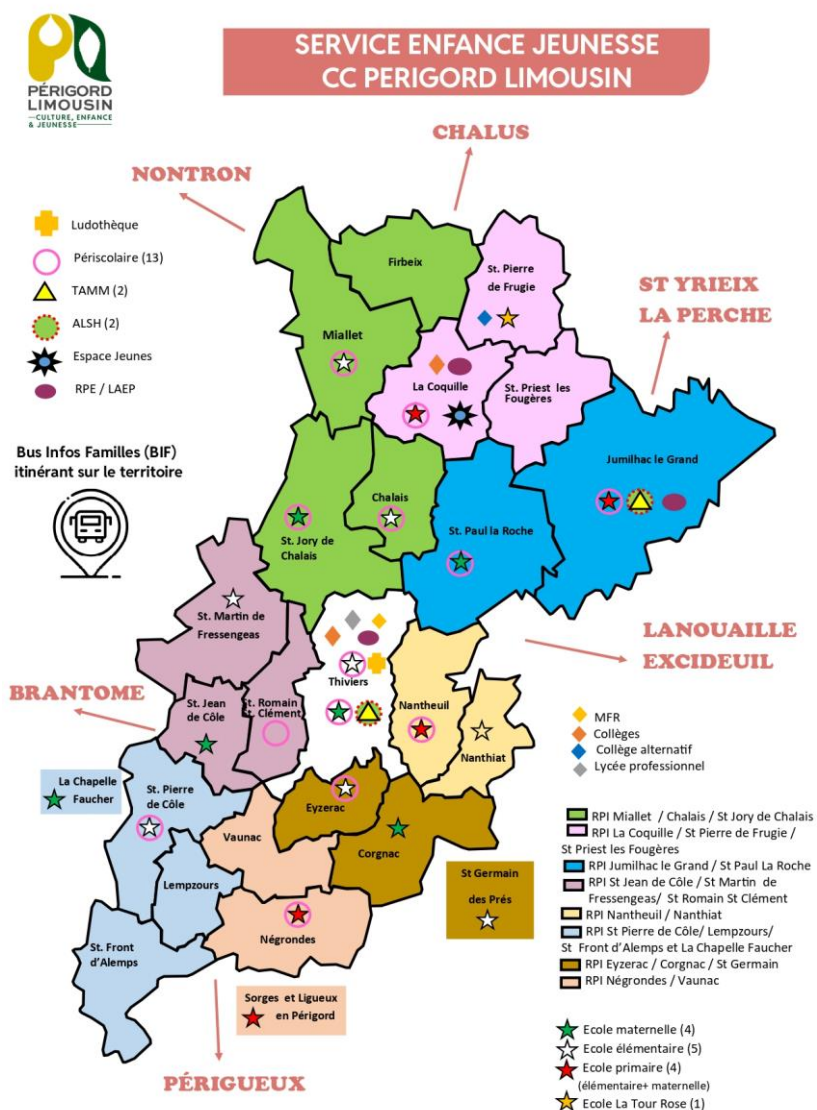 PÉRIGORD
LIMOUSIN
CULTURE, ENFANCE
& JEUNESSE
SERVICE ENFANCE JEUNESSE
CC PERIGORD LIMOUSIN
CHALUS
NONTRON
ST YRIEIX
LA PERCHE
Ludothèque
Périscolaire (13)
TAMM (2)
ALSH (2)
Espace Jeunes
RPE / LAEP
Bus Infos Familles (BIF)
itinérant sur le territoire
Firbeix
St. Pierre
de Frugie
Miallet
La Coquille
St. Priest les
Fougères
Jumilhac le Grand
Chalais
St. Jory de
Chalais
St. Paul la Roche
St. Martin de
Fressengeas
Thiviers
LANOUAILLE
EXCIDEUIL
BRANTOME
St. Jean
de Côle
St. Romain
St. Clément
Nantheuil
Nanthiat
MFR
Collèges
Collège alternatif
Lycée professionnel
La Chapelle
Faucher
St. Pierre
de Côle
Eyzerac
Vaunac
Corgnac
Lempzours
St Germain
des Prés
St. Front
d’Alemps
Négrondes
Sorges et Ligueux
en Périgord
PÉRIGUEUX
RPI Miallet / Chalais / St Jory de Chalais
RPI La Coquille / St Pierre de Frugie /
St Priest les Fougères
RPI Jumilhac le Grand / St Paul La Roche
RPI St Jean de Côle / St Martin de
Fressengeas/ St Romain St Clément
RPI Nantheuil / Nanthiat
RPI St Pierre de Côle/ Lempzours/
St Front d’Alemps et La Chapelle Faucher
RPI Eyzerac / Corgnac / St Germain
RPI Négrondes / Vaunac
Ecole maternelle (4)
Ecole élémentaire (5)
Ecole primaire (4)
(élémentaire+ maternelle)
Ecole La Tour Rose (1)